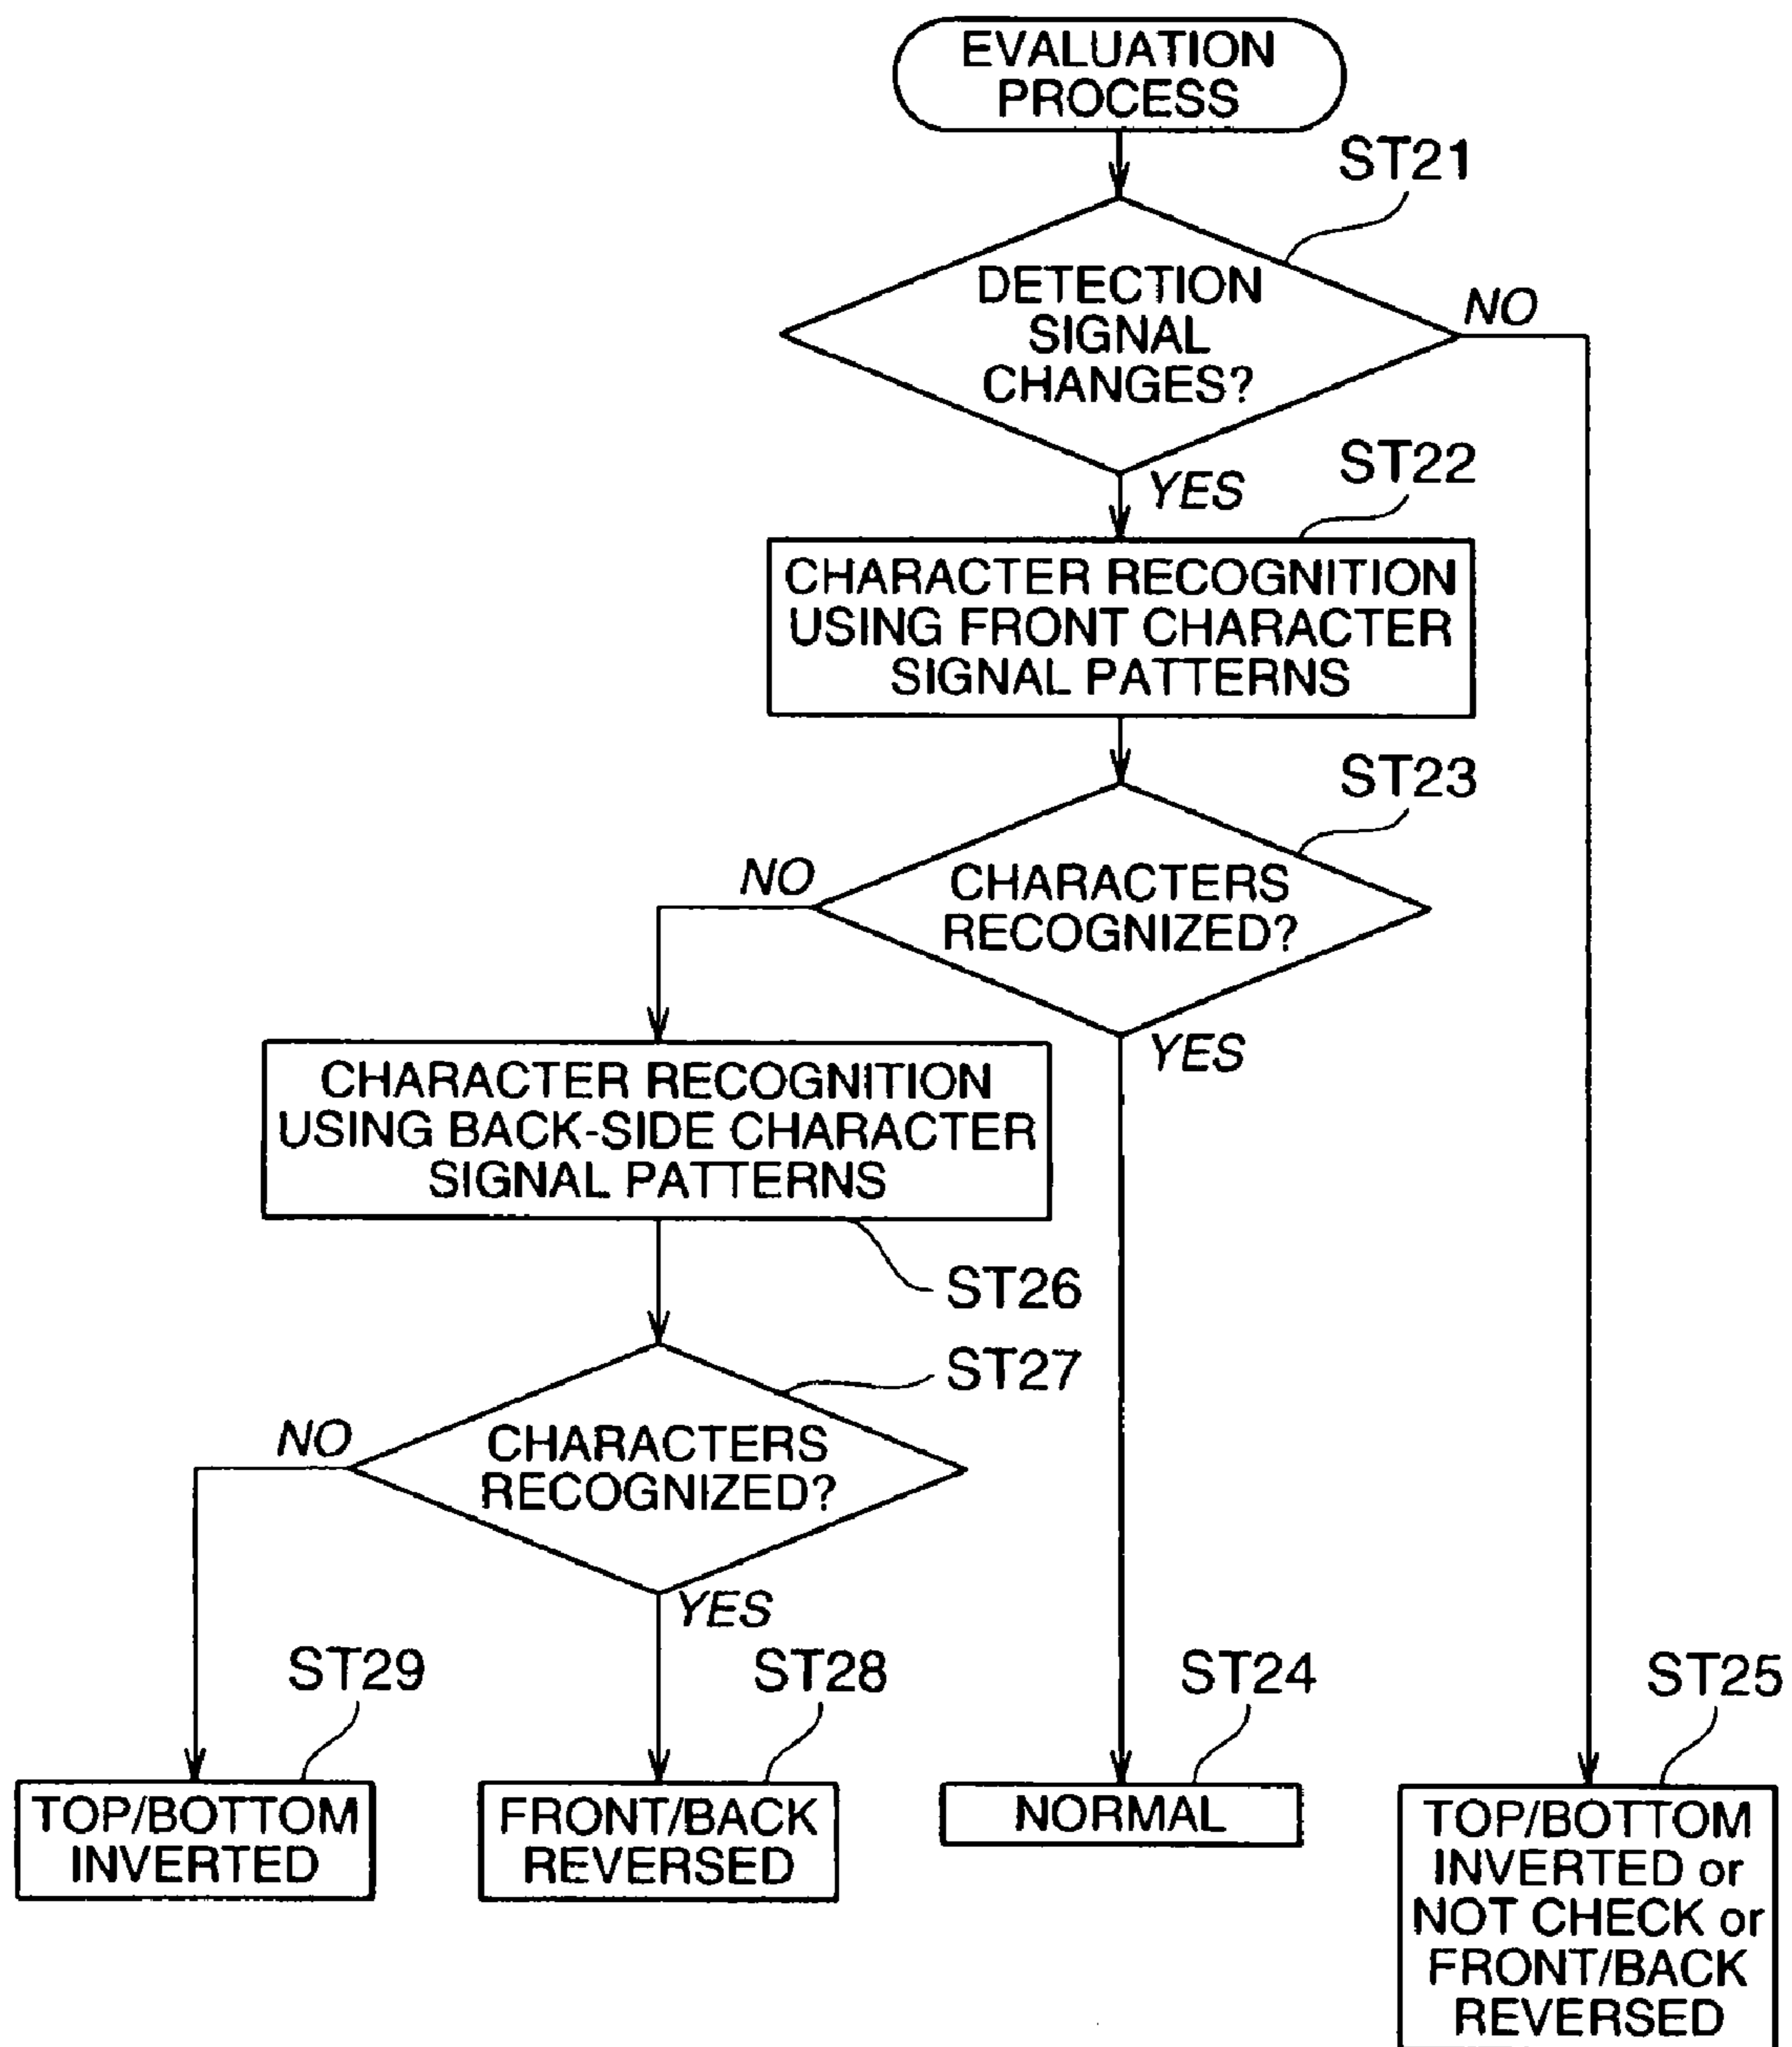 EVALUATION
PROCESS
ST21
DETECTION
SIGNAL
CHANGES?
NO
YES
ST22
CHARACTER RECOGNITION
USING FRONT CHARACTER
SIGNAL PATTERNS
ST23
NO
CHARACTERS
RECOGNIZED?
YES
CHARACTER RECOGNITION
USING BACK-SIDE CHARACTER
SIGNAL PATTERNS
ST26
ST27
NO
CHARACTERS
RECOGNIZED?
YES
ST29
ST28
ST24
ST25
TOP/BOTTOM
INVERTED
FRONT/BACK
REVERSED
NORMAL
TOP/BOTTOM
INVERTED or
NOT CHECK or
FRONT/BACK
REVERSED